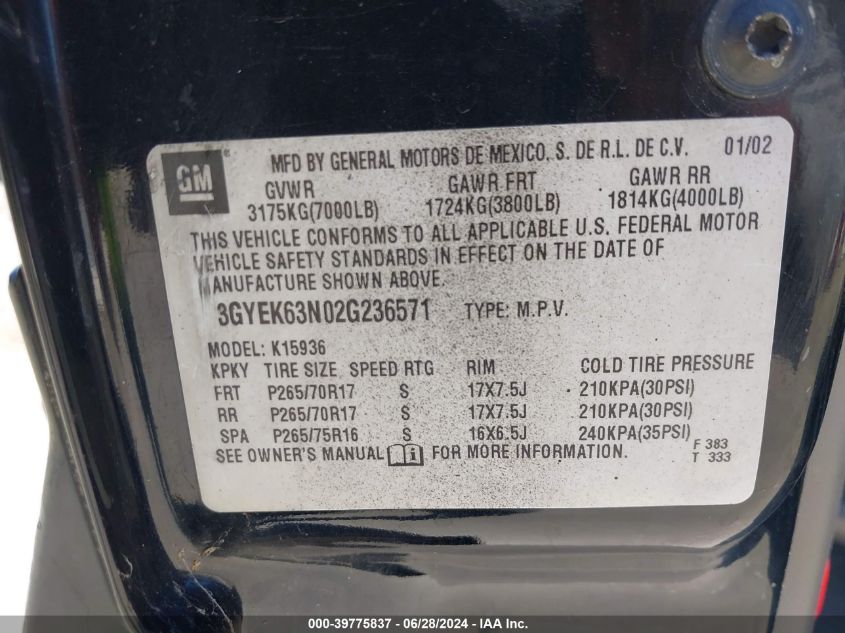 GM® MFD BY GENERAL MOTORS DE MEXICO, S. DE R.L. DE C.V. 01/02
GVWR GAWR FRT GAWR RR
3175KG(7000LB) 1724KG(3800LB) 1814KG(4000LB)
THIS VEHICLE CONFORMS TO ALL APPLICABLE U.S. FEDERAL MOTOR
VEHICLE SAFETY STANDARDS IN EFFECT ON THE DATE OF
MANUFACTURE SHOWN ABOVE.
3GYEK63N02G236571 TYPE: M.P.V.
MODEL: K15936
KPKY TIRE SIZE SPEED RTG RIM COLD TIRE PRESSURE
FRT P265/70R17 S 17X7.5J 210KPA(30PSI)
RR P265/70R17 S 17X7.5J 210KPA(30PSI)
SPA P265/75R16 S 16X6.5J 240KPA(35PSI)
SEE OWNER'S MANUAL i FOR MORE INFORMATION.
F 383
T 333
000-39775837 - 06/28/2024 - IAA Inc.